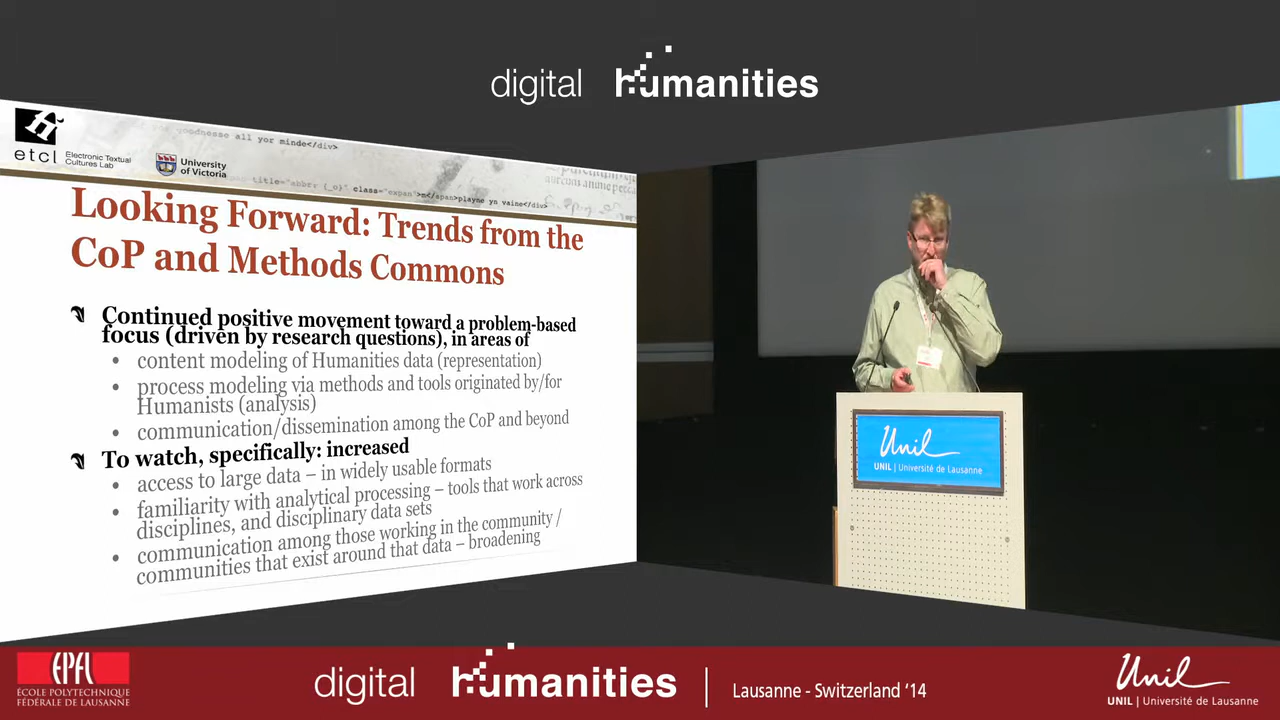 digital humanities
goodnesse all yor minde</div>
etcl Electronic Textual
Cultures Lab
University
of Victoria
title="abbr: {_o}" class="expan">m</span>playne yn vaine</div>
Looking Forward: Trends from the
CoP and Methods Commons
Continued positive movement toward a problem-based
focus (driven by research questions), in areas of
• content modeling of Humanities data (representation)
• process modeling via methods and tools originated by/for
Humanists (analysis)
• communication/dissemination among the CoP and beyond
To watch, specifically: increased
• access to large data – in widely usable formats
• familiarity with analytical processing – tools that work across
disciplines, and disciplinary data sets
• communication among those working in the community /
communities that exist around that data – broadening
Unil
UNIL | Université de Lausanne
EPFL
ÉCOLE POLYTECHNIQUE
FÉDÉRALE DE LAUSANNE
digital humanities
Lausanne - Switzerland '14
Unil
UNIL | Université de Lausanne